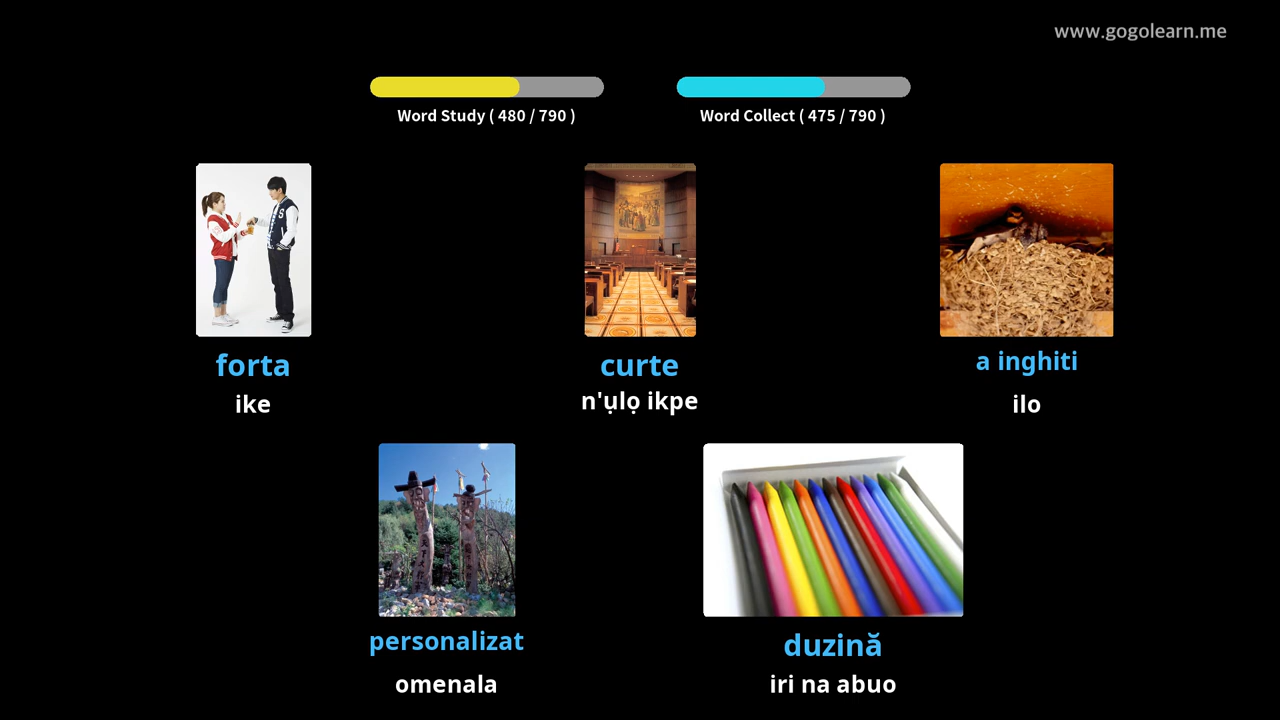 www.gogolearn.me
Word Study ( 480 / 790 )
Word Collect ( 475 / 790 )
forta
ike
curte
n'ụlọ ikpe
a inghiti
ilo
personalizat
omenala
duzină
iri na abuo